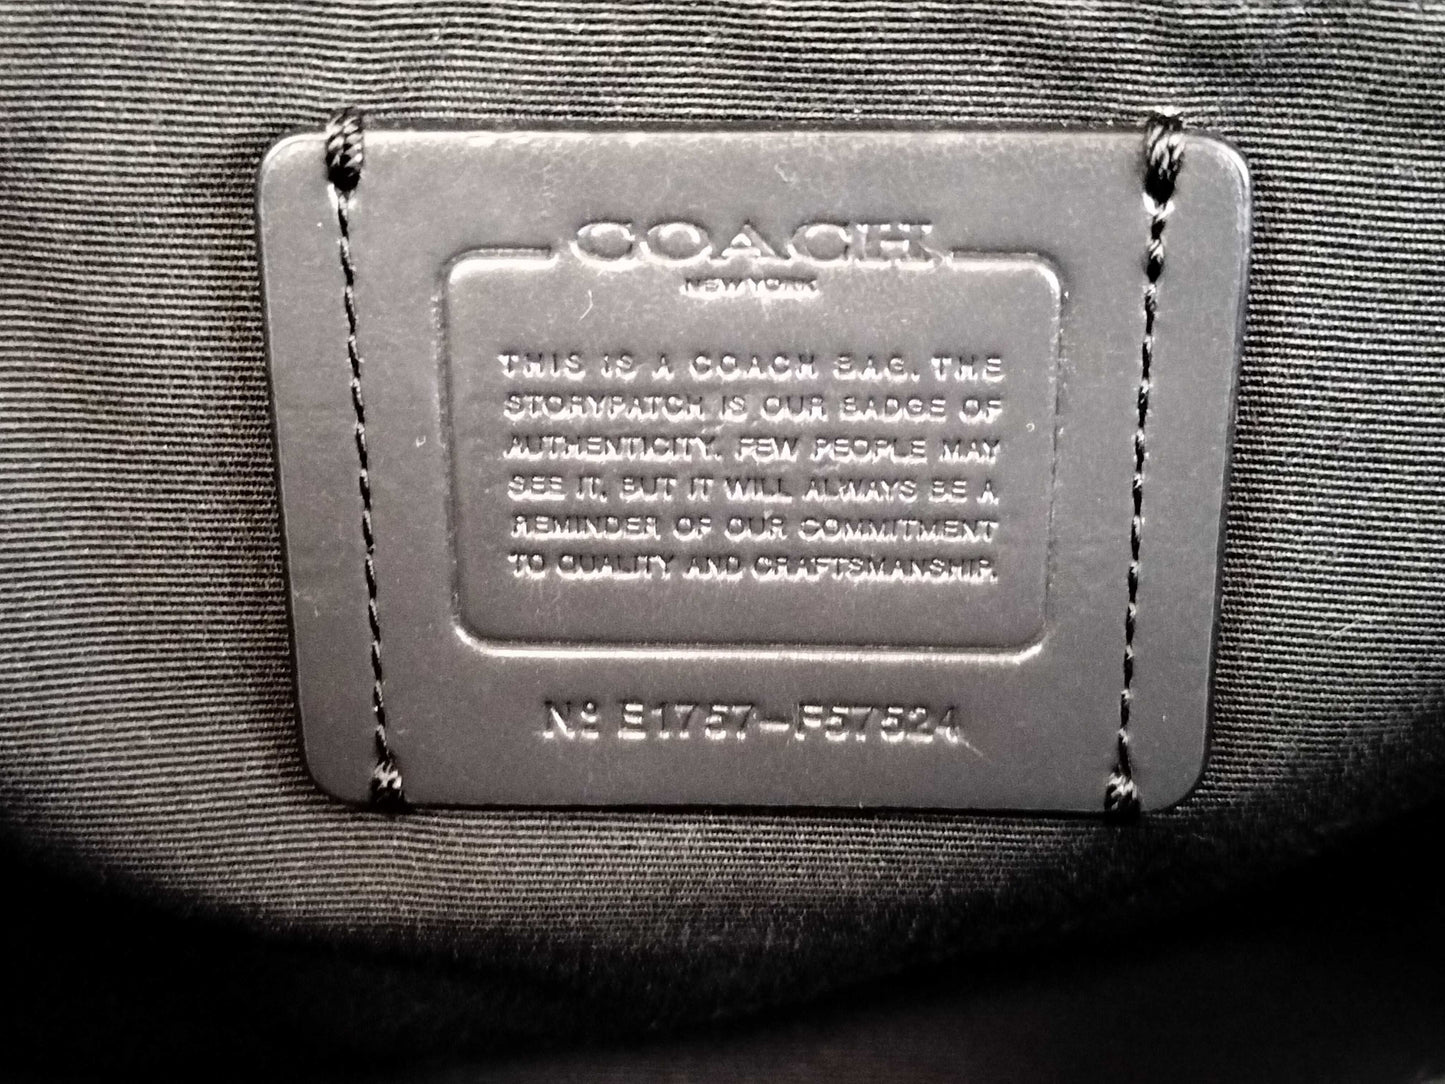 COACH
NEW YORK
THIS IS A COACH BAG. THE
STORYPATCH IS OUR BADGE OF
AUTHENTICITY. FEW PEOPLE MAY
SEE IT, BUT IT WILL ALWAYS BE A
REMINDER OF OUR COMMITMENT
TO QUALITY AND CRAFTSMANSHIP.
Nº E1757-F57524